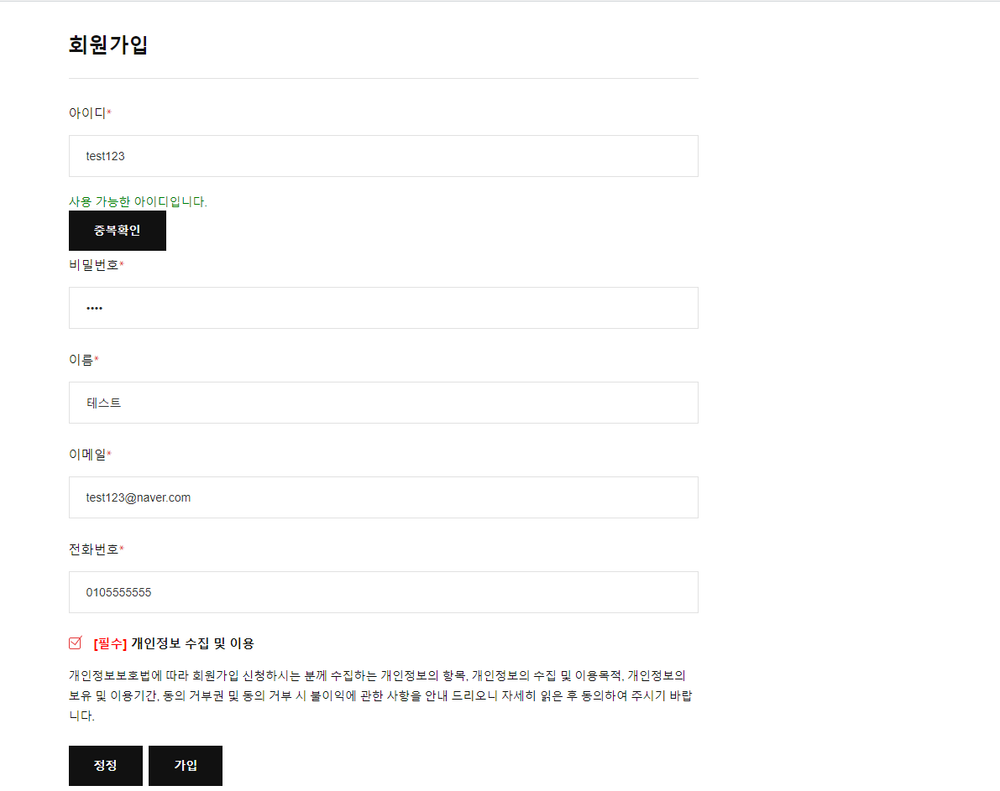 회원가입
아이디*
test123
사용 가능한 아이디입니다.
중복확인
비밀번호*
••••
이름*
테스트
이메일*
test123@naver.com
전화번호*
0105555555
[필수] 개인정보 수집 및 이용
개인정보보호법에 따라 회원가입 신청하시는 분께 수집하는 개인정보의 항목, 개인정보의 수집 및 이용목적, 개인정보의
보유 및 이용기간, 동의 거부권 및 동의 거부 시 불이익에 관한 사항을 안내 드리오니 자세히 읽은 후 동의하여 주시기 바랍
니다.
정정 가입